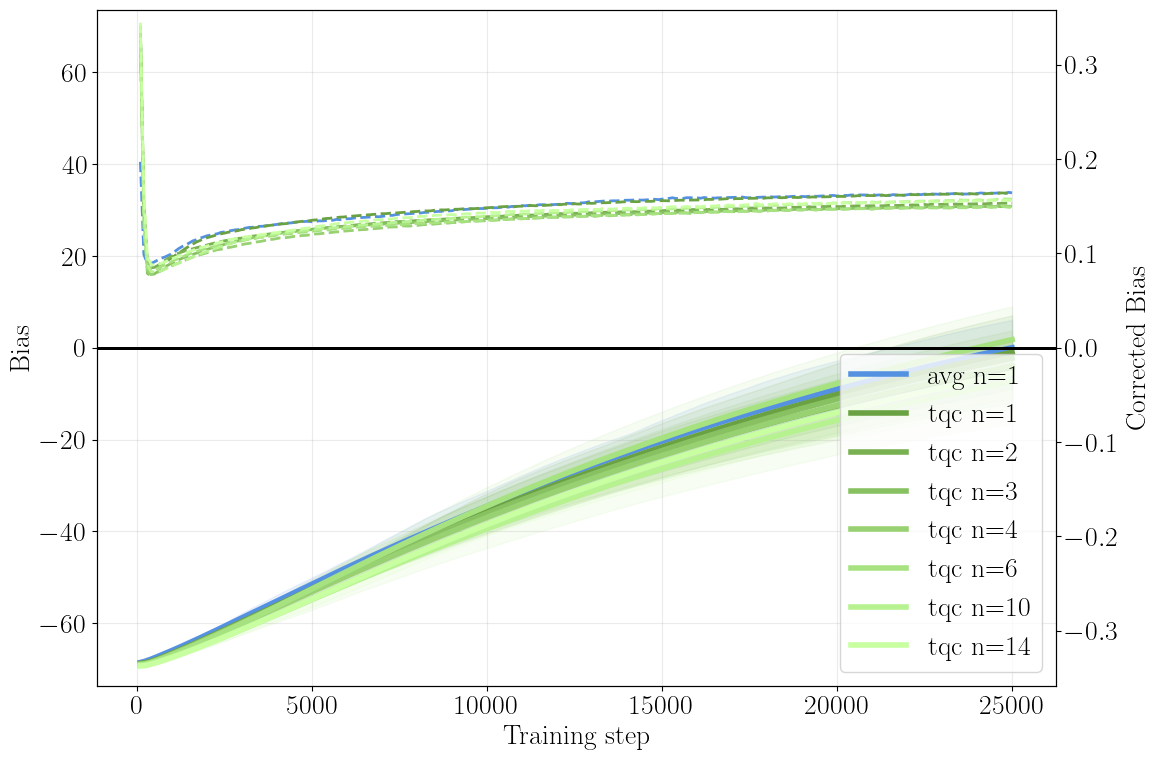 60
40
20
0
−20
−40
−60
Bias
0.3
0.2
0.1
0.0
−0.1
−0.2
−0.3
Corrected Bias
avg n=1
tqc n=1
tqc n=2
tqc n=3
tqc n=4
tqc n=6
tqc n=10
tqc n=14
0 5000 10000 15000 20000 25000
Training step